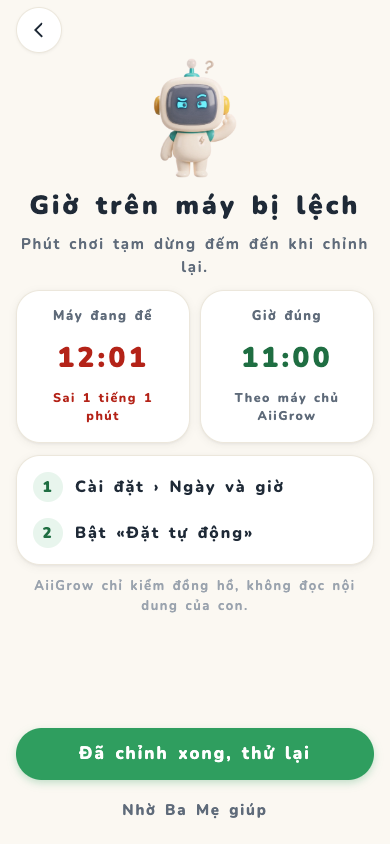 ?
Giờ trên máy bị lệch
Phút chơi tạm dừng đếm đến khi chỉnh
lại.
Máy đang để
12:01
Sai 1 tiếng 1
phút
Giờ đúng
11:00
Theo máy chủ
AiiGrow
1 Cài đặt › Ngày và giờ
2 Bật «Đặt tự động»
AiiGrow chỉ kiểm đồng hồ, không đọc nội
dung của con.
Đã chỉnh xong, thử lại
Nhờ Ba Mẹ giúp